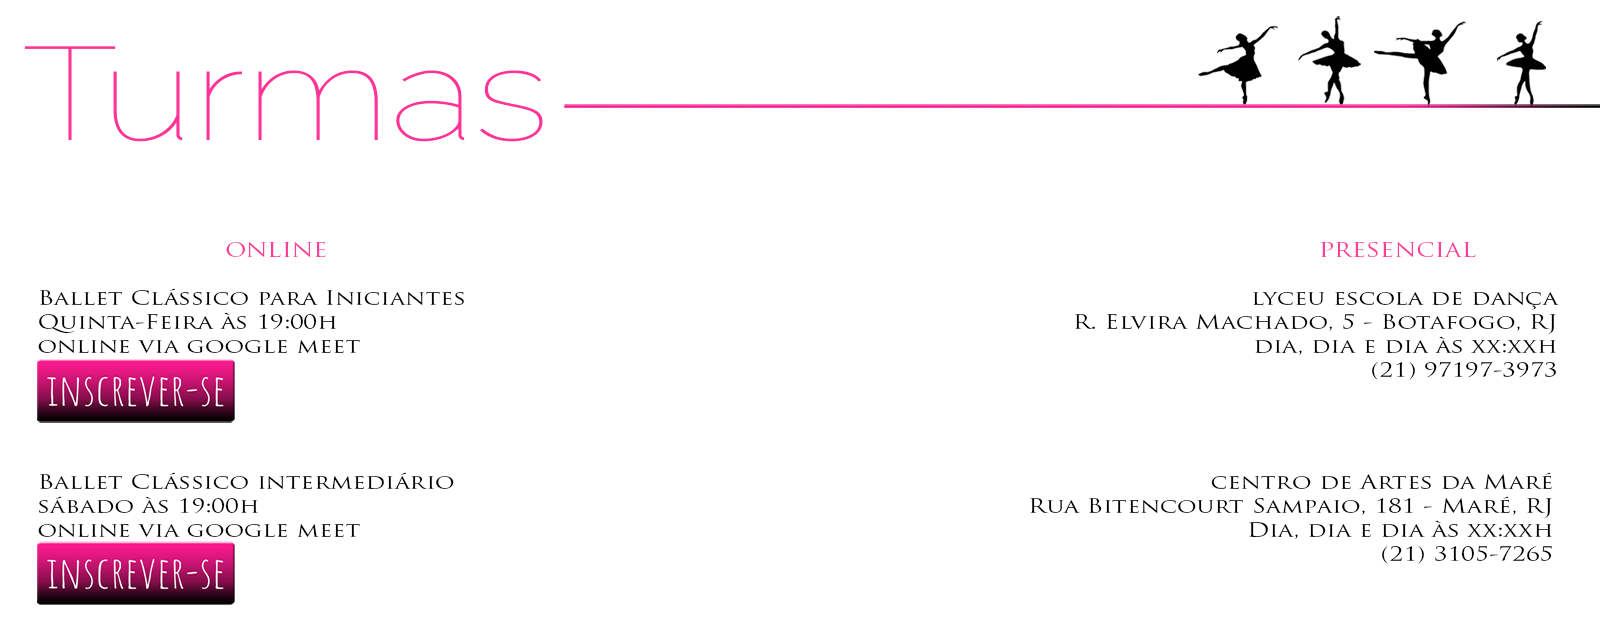 Turmas
ONLINE
Ballet Clássico para Iniciantes
Quinta-Feira às 19:00h
online via google meet
INSCREVER-SE
Ballet Clássico intermediário
sábado às 19:00h
online via google meet
INSCREVER-SE
PRESENCIAL
lyceu escola de dança
R. Elvira Machado, 5 - Botafogo, RJ
dia, dia e dia às xx:xxh
(21) 97197-3973
centro de Artes da Maré
Rua Bitencourt Sampaio, 181 - Maré, RJ
Dia, dia e dia às xx:xxh
(21) 3105-7265